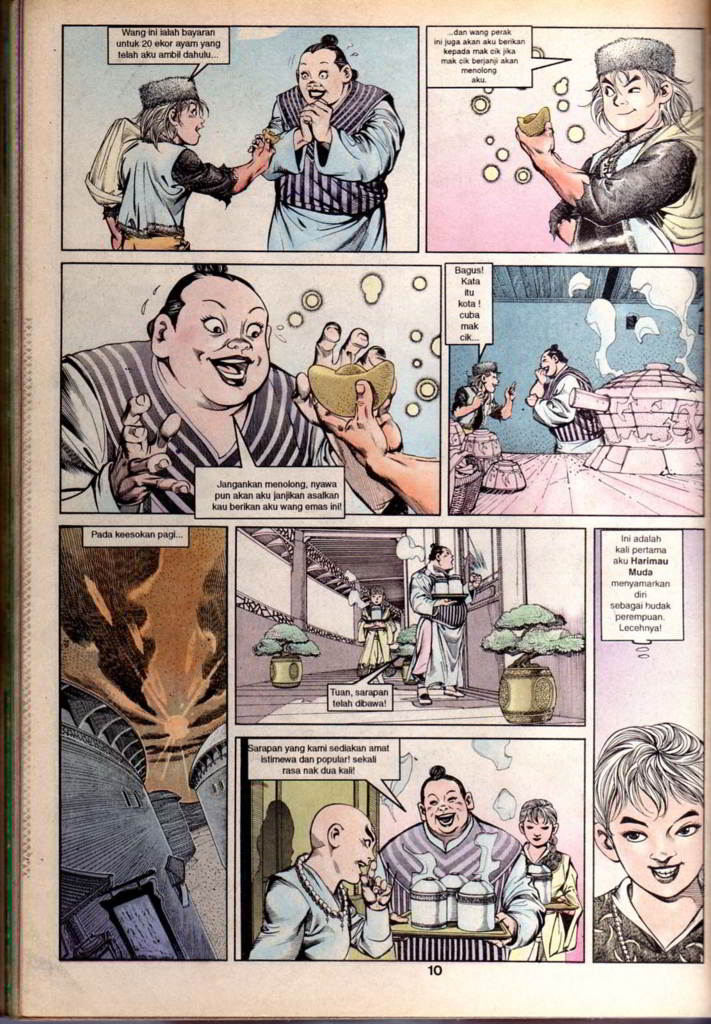 Wang ini ialah bayaran
untuk 20 ekor ayam yang
telah aku ambil dahulu...
..dan wang perak
ini juga akan aku berikan
kepada mak cik jika
mak cik berjanji akan
menolong
aku.
Jangankan menolong, nyawa
pun akan aku janjikan asalkan
kau berikan aku wang emas ini!
Bagus!
Kata
itu
kota !
cuba
mak
cik...
Pada keesokan pagi...
Tuan, sarapan
telah dibawa!
Sarapan yang kami sediakan amat
istimewa dan popular! sekali
rasa nak dua kali!
Ini adalah
kali pertama
aku Harimau
Muda
menyamarkan
diri
sebagai hudak
perempuan.
Lecehnya!
10